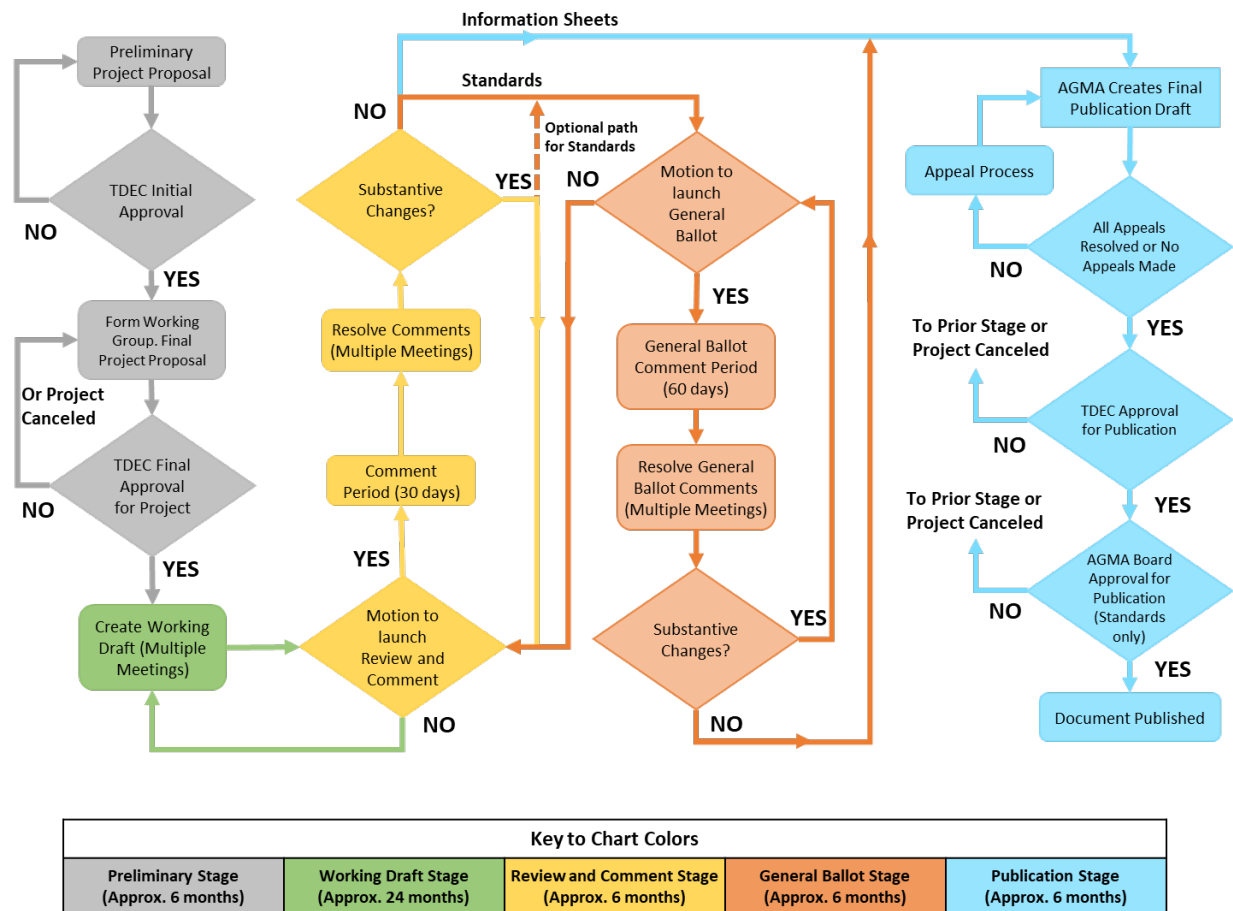 Information Sheets
Preliminary
Project Proposal
Standards
NO
AGMA Creates Final
Publication Draft
Optional path
for Standards
TDEC Initial
Approval
NO
Substantive
Changes?
YES
NO
Motion to
launch
General
Ballot
Appeal Process
All Appeals
Resolved or No
Appeals Made
NO
YES
YES
YES
Form Working
Group. Final
Project Proposal
Or Project
Canceled
Resolve Comments
(Multiple Meetings)
General Ballot
Comment Period
(60 days)
To Prior Stage or
Project Canceled
TDEC Approval
for Publication
NO
YES
TDEC Final
Approval
for Project
NO
YES
Comment
Period (30 days)
YES
Resolve General
Ballot Comments
(Multiple Meetings)
To Prior Stage or
Project Canceled
AGMA Board
Approval for
Publication
(Standards
only)
NO
YES
Create Working
Draft (Multiple
Meetings)
Motion to
launch
Review and
Comment
NO
Substantive
Changes?
YES
NO
Document Published
Key to Chart Colors
Preliminary Stage
(Approx. 6 months)
Working Draft Stage
(Approx. 24 months)
Review and Comment Stage
(Approx. 6 months)
General Ballot Stage
(Approx. 6 months)
Publication Stage
(Approx. 6 months)